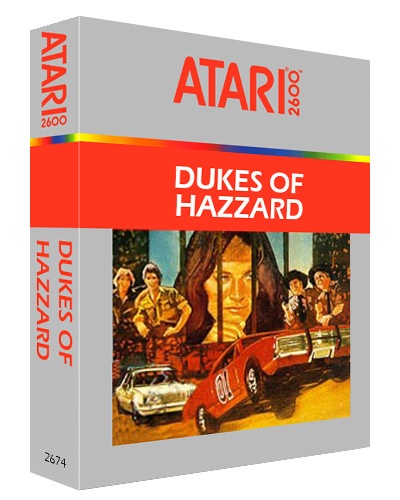 ATARI
2600
DUKES OF
HAZZARD
01
ATARI
2600
DUKES OF
HAZZARD
2674